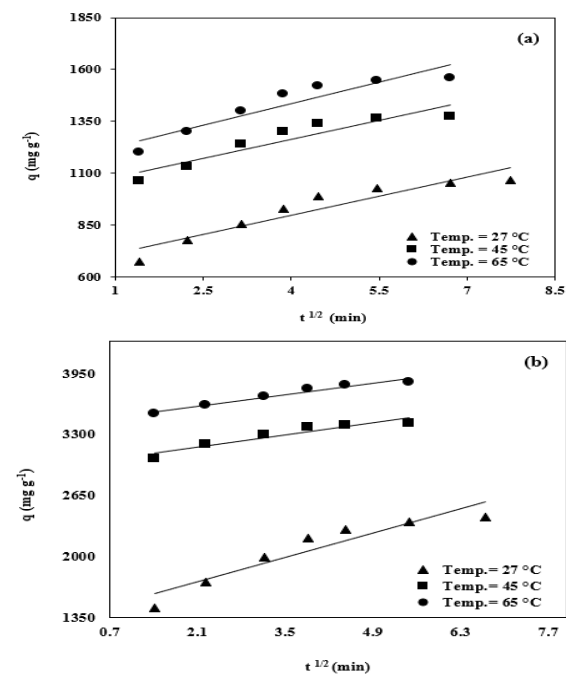 (a)
1850
1600
1350
1100
850
600
q (mg g-1)
Temp. = 27 °C
Temp. = 45 °C
Temp. = 65 °C
1 2.5 4 5.5 7 8.5
t 1/2 (min)
(b)
3950
3300
2650
2000
1350
q (mg g-1)
Temp.= 27 °C
Temp.= 45 °C
Temp.= 65 °C
0.7 2.1 3.5 4.9 6.3 7.7
t 1/2 (min)